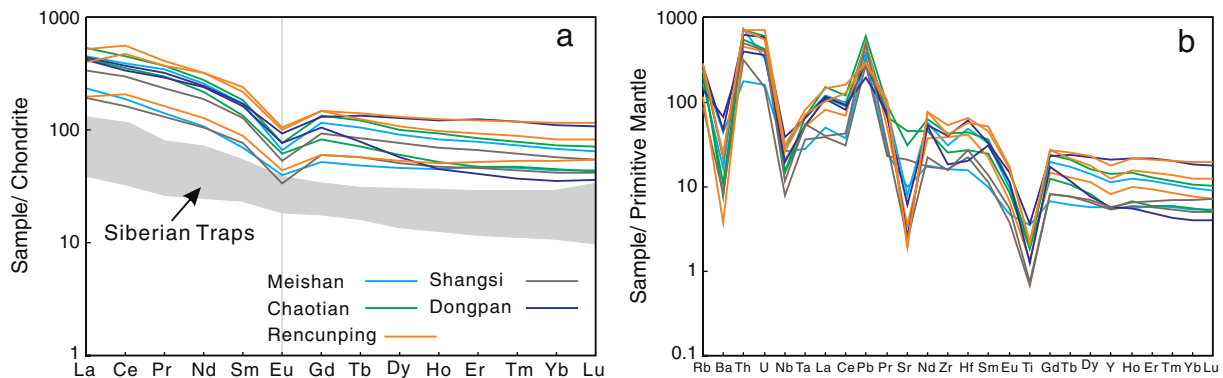 a
Sample/ Chondrite
1000
100
10
1
Siberian Traps
Meishan Shangsi
Chaotian Dongpan
Rencunping
La Ce Pr Nd Sm Eu Gd Tb Dy Ho Er Tm Yb Lu
b
Sample/ Primitive Mantle
1000
100
10
1
0.1
Rb Ba Th U Nb Ta La Ce Pb Pr Sr Nd Zr Hf Sm Eu Ti Gd Tb Dy Y Ho Er Tm Yb Lu